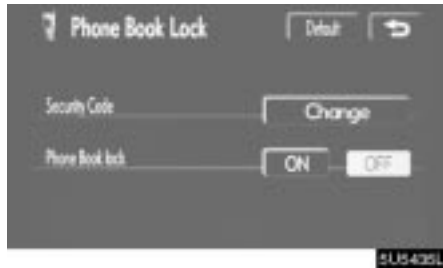 Phone Book Lock Default
Security Code Change
Phone Book lock ON OFF
5U5435L